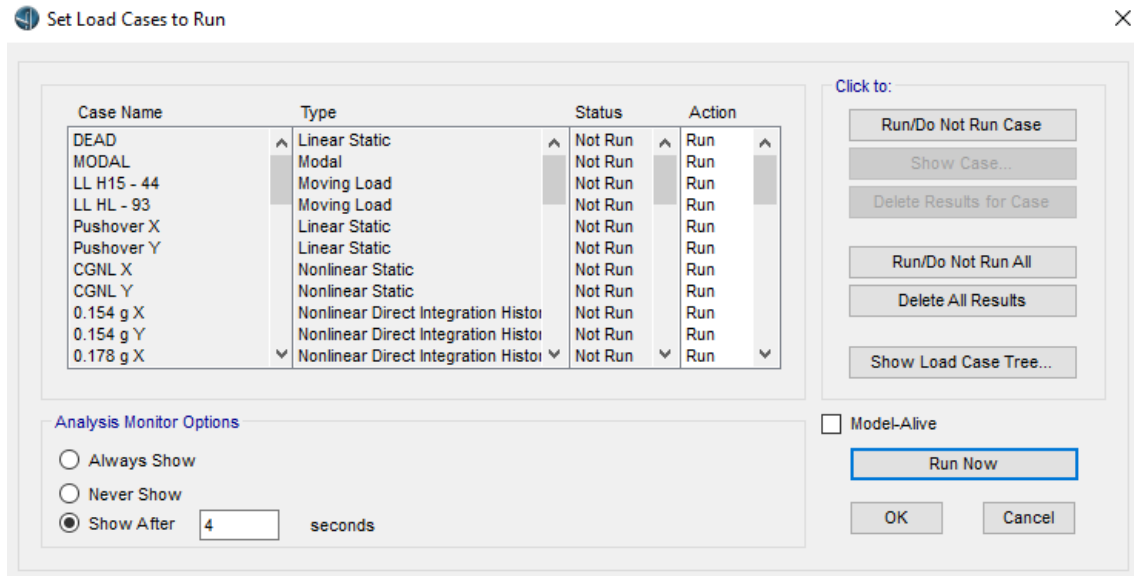 Set Load Cases to Run
Click to:
Case Name Type Status Action
DEAD Linear Static Not Run Run
MODAL Modal Not Run Run
LL H15 - 44 Moving Load Not Run Run
LL HL - 93 Moving Load Not Run Run
Pushover X Linear Static Not Run Run
Pushover Y Linear Static Not Run Run
CGNL X Nonlinear Static Not Run Run
CGNL Y Nonlinear Static Not Run Run
0.154 g X Nonlinear Direct Integration Histor Not Run Run
0.154 g Y Nonlinear Direct Integration Histor Not Run Run
0.178 g X Nonlinear Direct Integration Histor Not Run Run
Run/Do Not Run Case
Show Case...
Delete Results for Case
Run/Do Not Run All
Delete All Results
Show Load Case Tree...
Analysis Monitor Options
Always Show
Never Show
Show After 4 seconds
Model-Alive
Run Now
OK Cancel